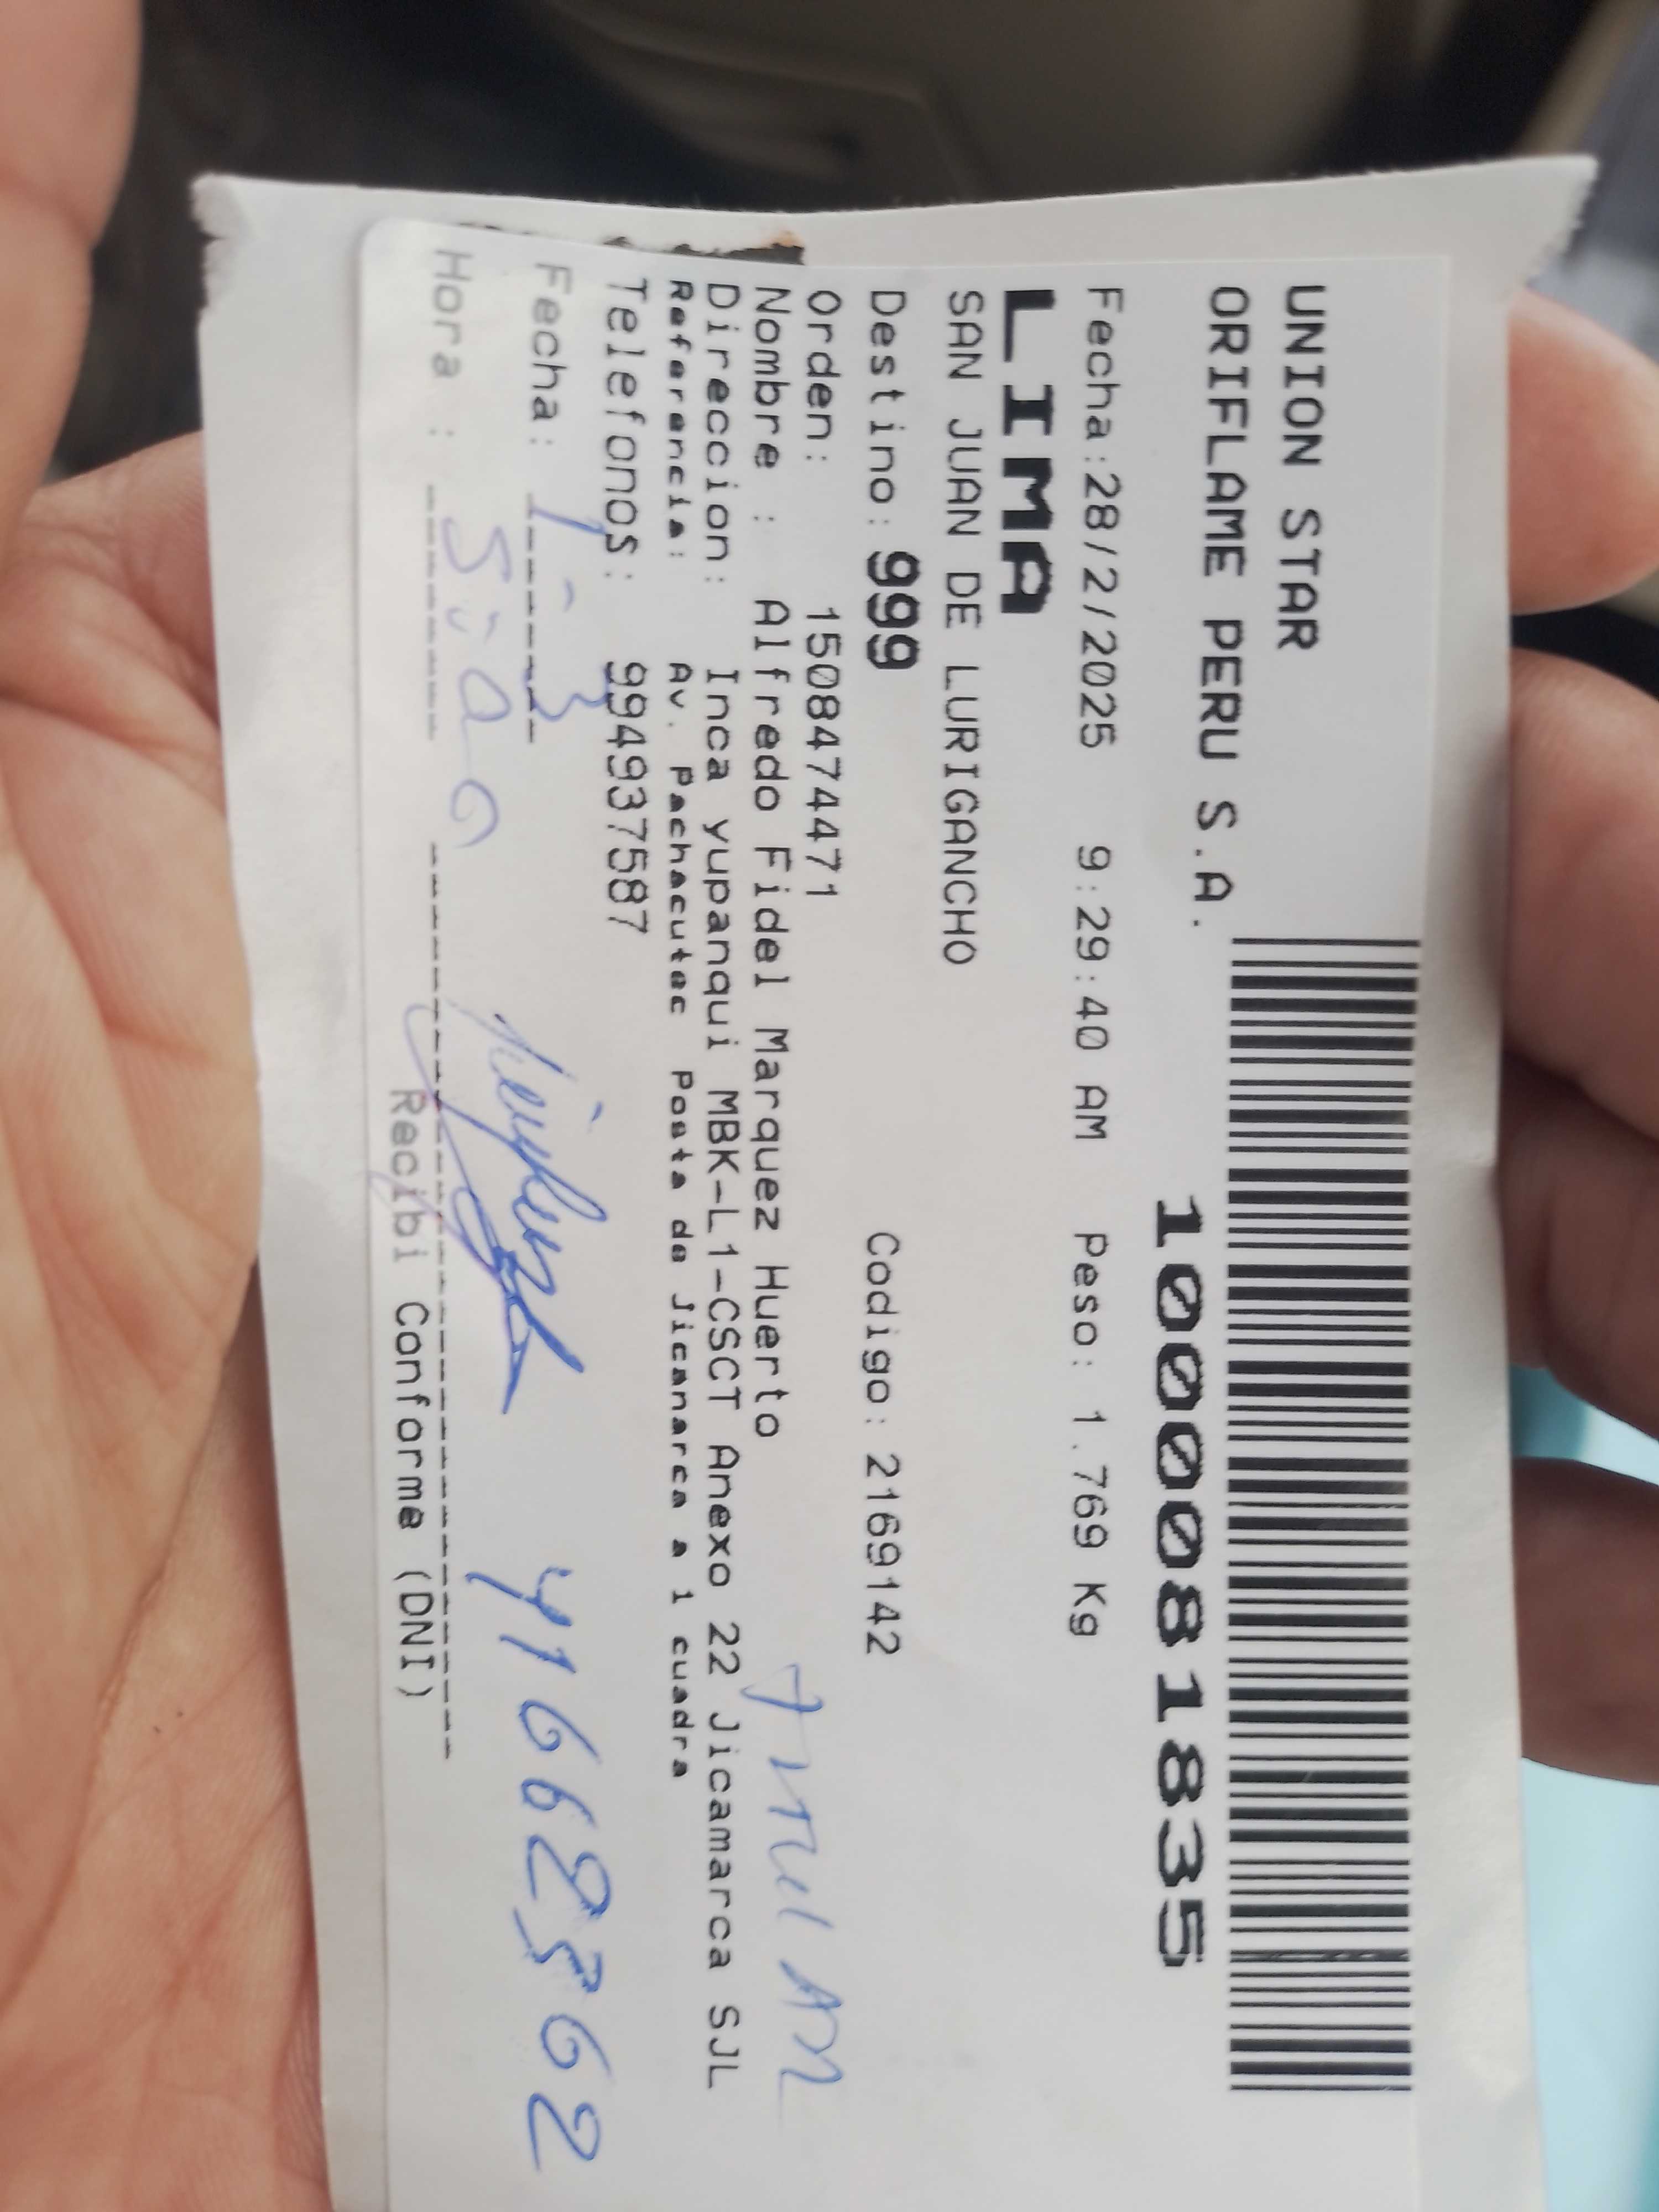 UNION STAR
ORIFLAME PERU S.A.
1000081835
Fecha:28/2/2025 9:29:40 AM Peso: 1.769 Kg
LIMA
SAN JUAN DE LURIGANCHO
Destino: 999 Codigo: 2169142
Orden: 1508474471
Nombre : Alfredo Fidel Marquez Huerto
Direccion: Inca yupanqui MBK-L1-CSCT Anexo 22 Jicamarca SJL
Referencia: Av. Pachacutec Posta de Jicamarca a 1 cuadra
Telefonos: 994937587
Fecha: 1-3
Hora :
Recibi Conforme (DNI)